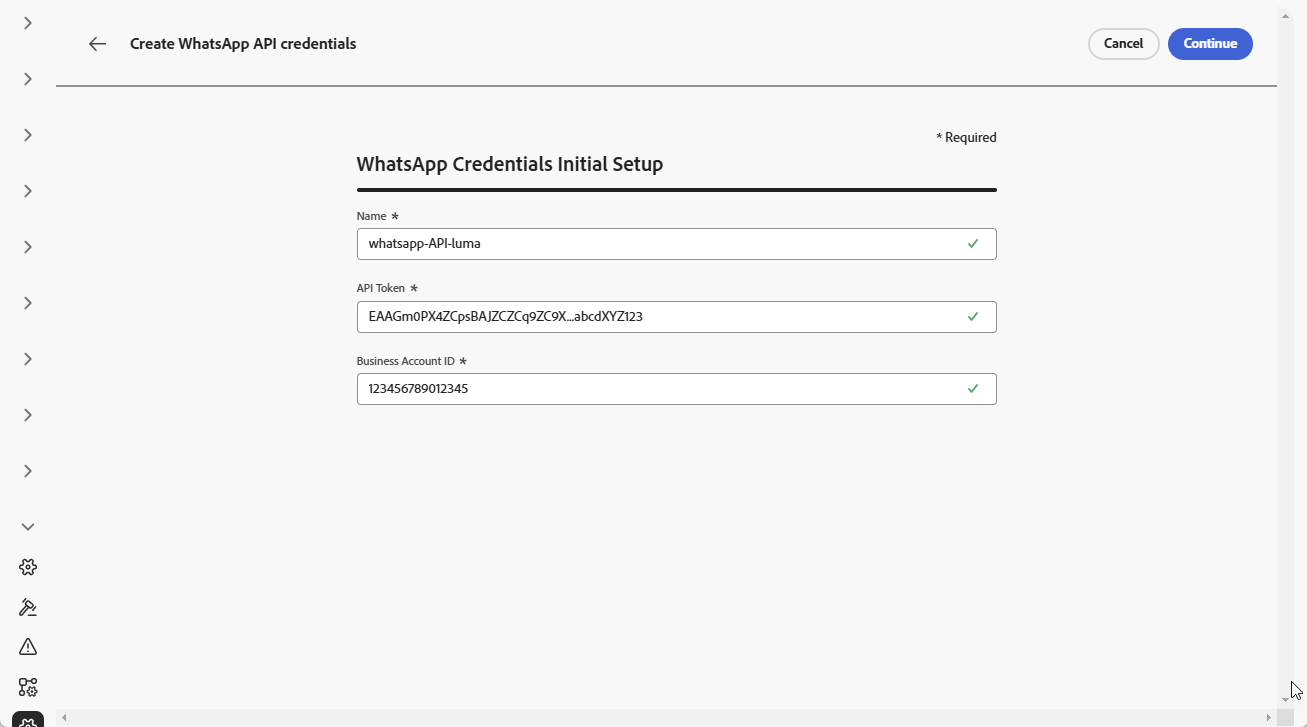 Create WhatsApp API credentials
Cancel
Continue
* Required
WhatsApp Credentials Initial Setup
Name *
whatsapp-API-luma
API Token *
EAAGm0PX4ZCpsBAJZCZCq9ZC9X...abcdXYZ123
Business Account ID *
123456789012345